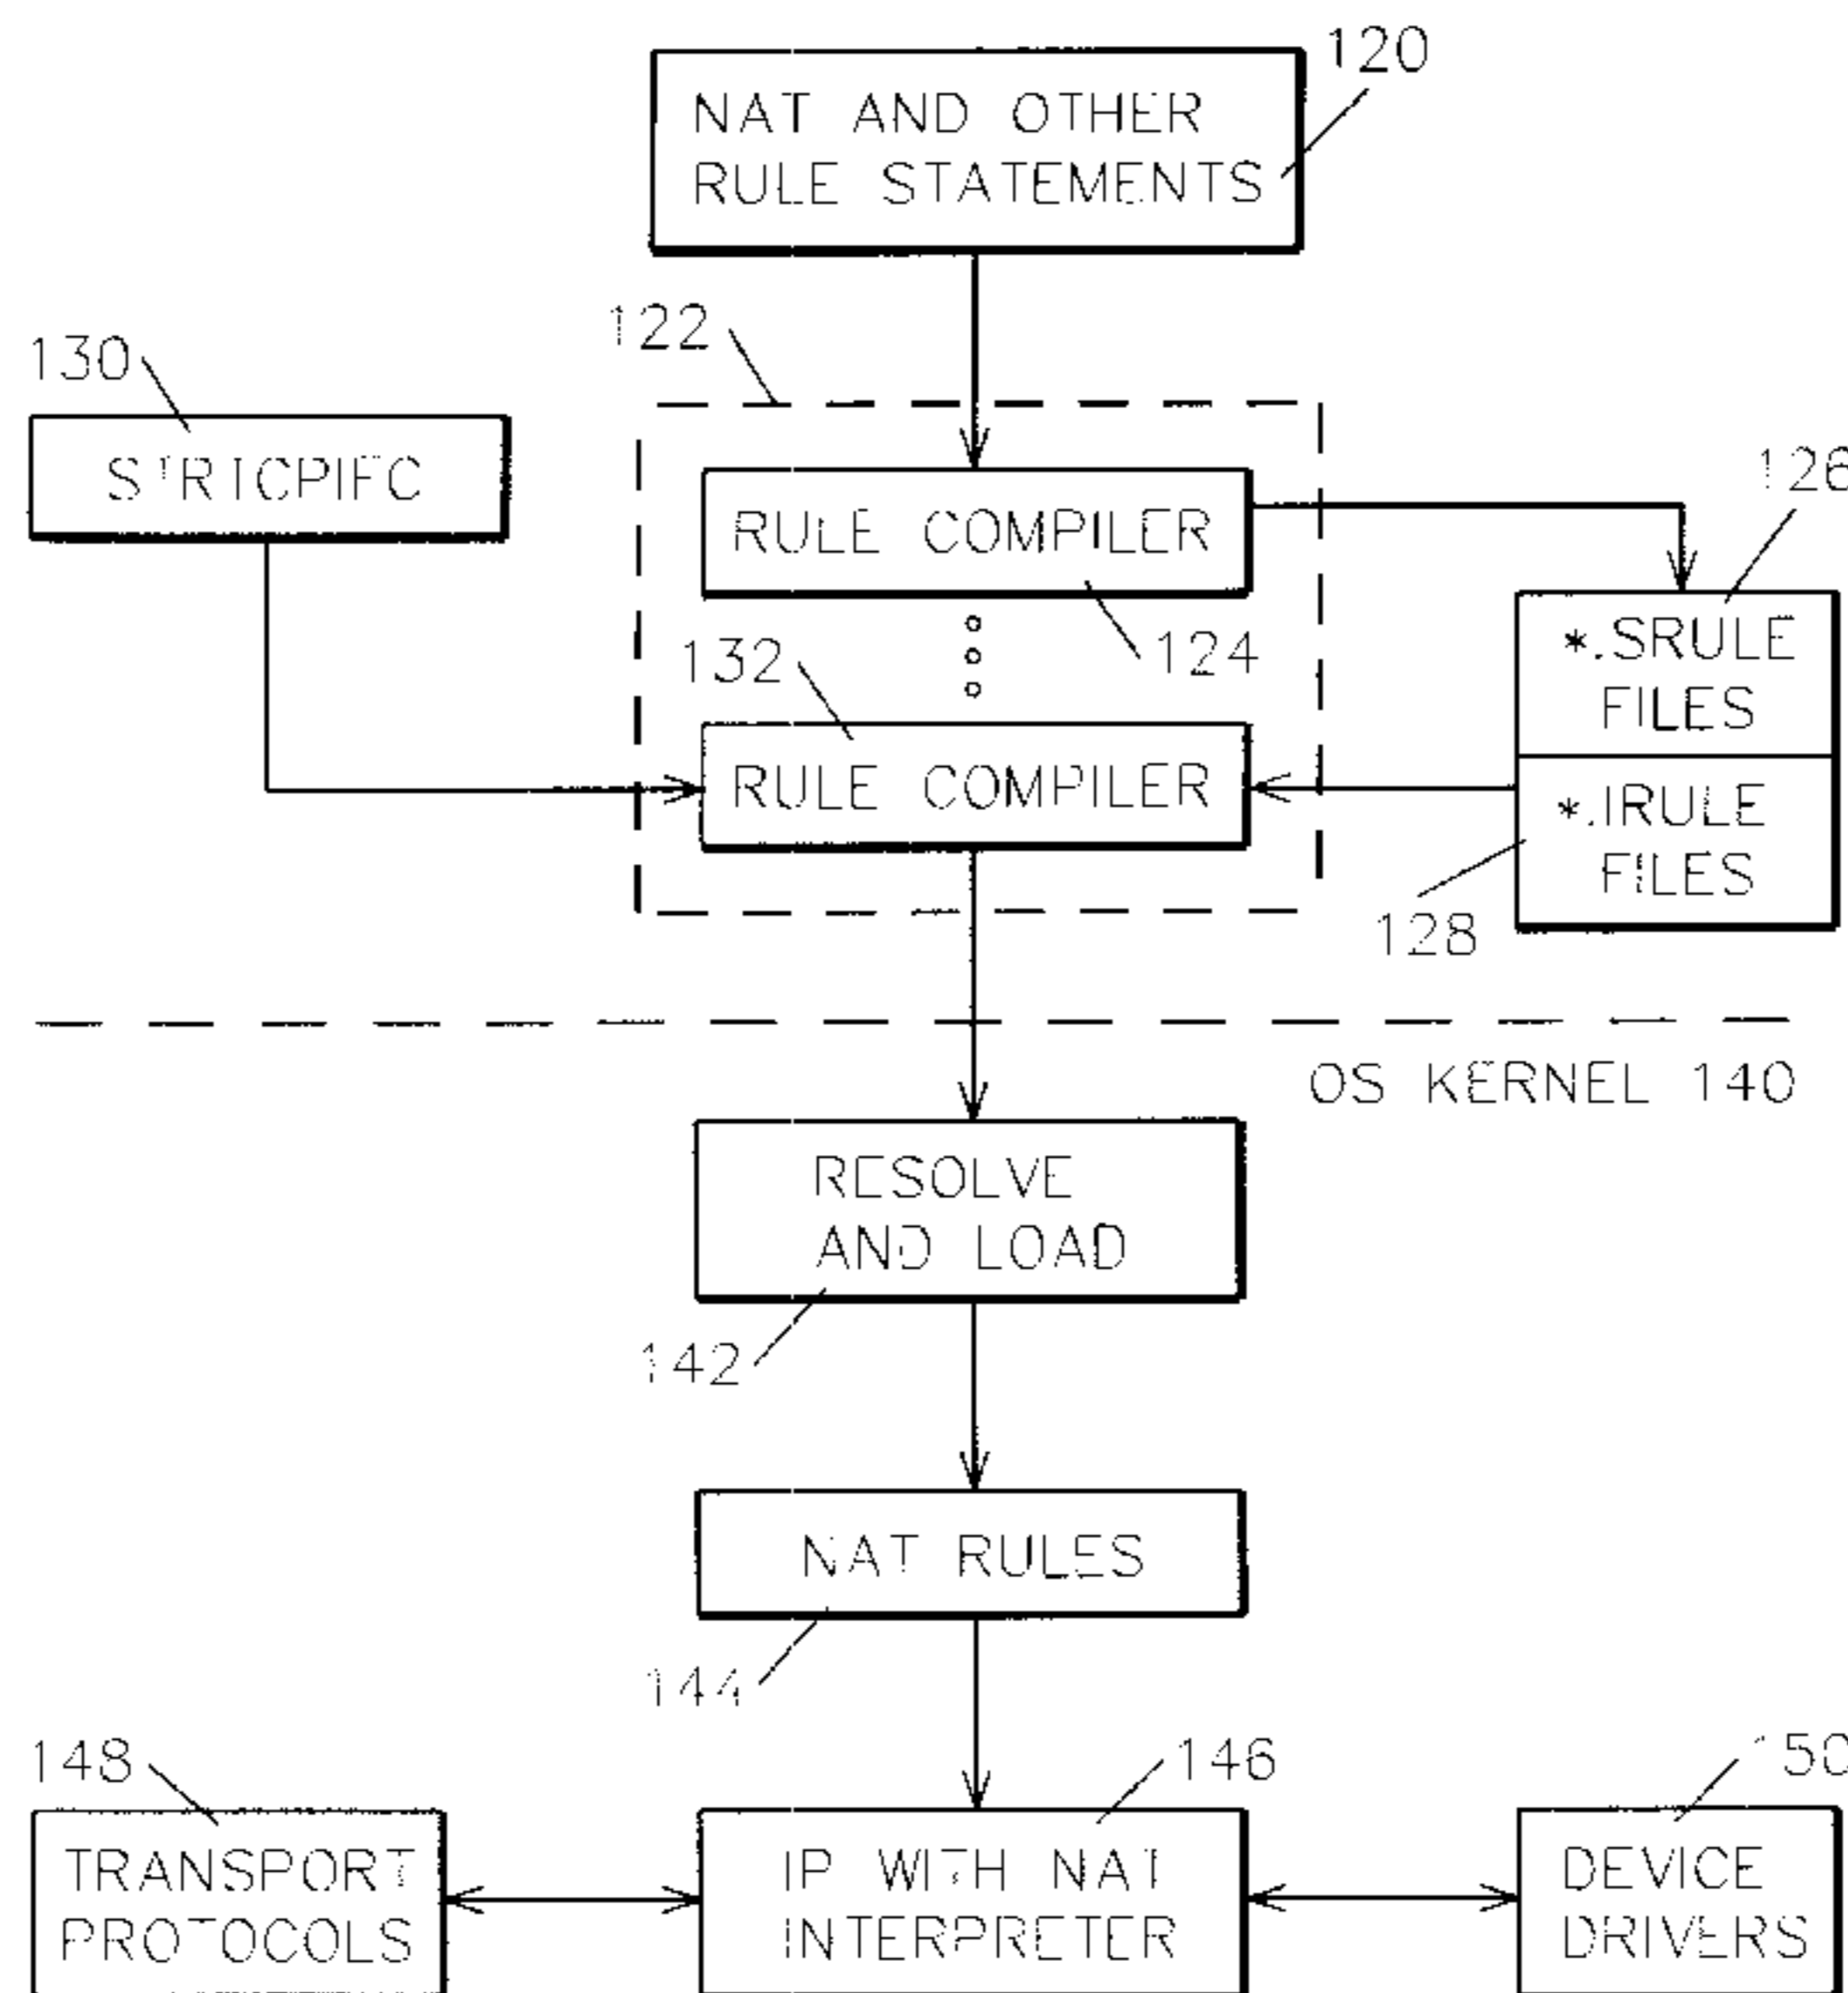 120
NAT AND OTHER
RULE STATEMENTS
122
130
STRTCPIFC
126
RULE COMPILER
124
*.SRULE
FILES
132
RULE COMPILER
*.IRULE
FILES
128
OS KERNEL 140
RESOLVE
AND LOAD
142
NAT RULES
144
148
146
150
TRANSPORT
PROTOCOLS
IP WITH NAT
INTERPRETER
DEVICE
DRIVERS